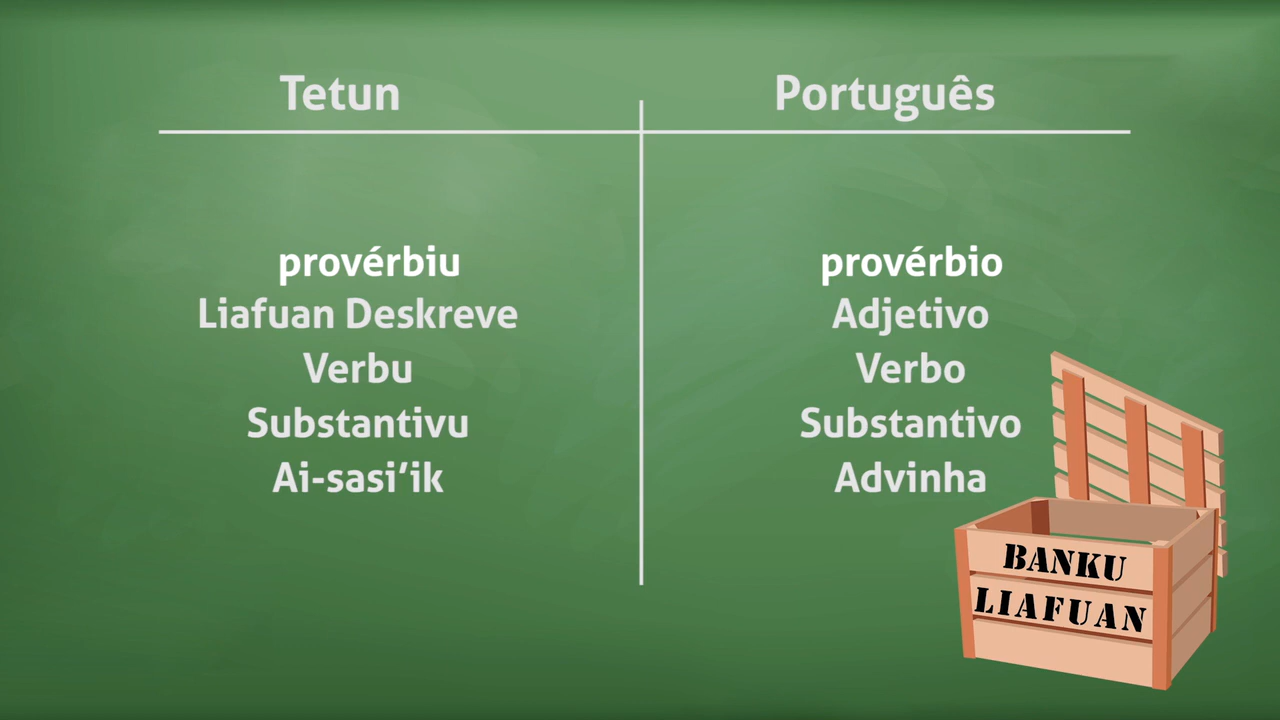 Tetun Português
provérbiu provérbio
Liafuan Deskreve Adjetivo
Verbu Verbo
Substantivu Substantivo
Ai-sasi’ik Advinha
BANKU
LIAFUAN